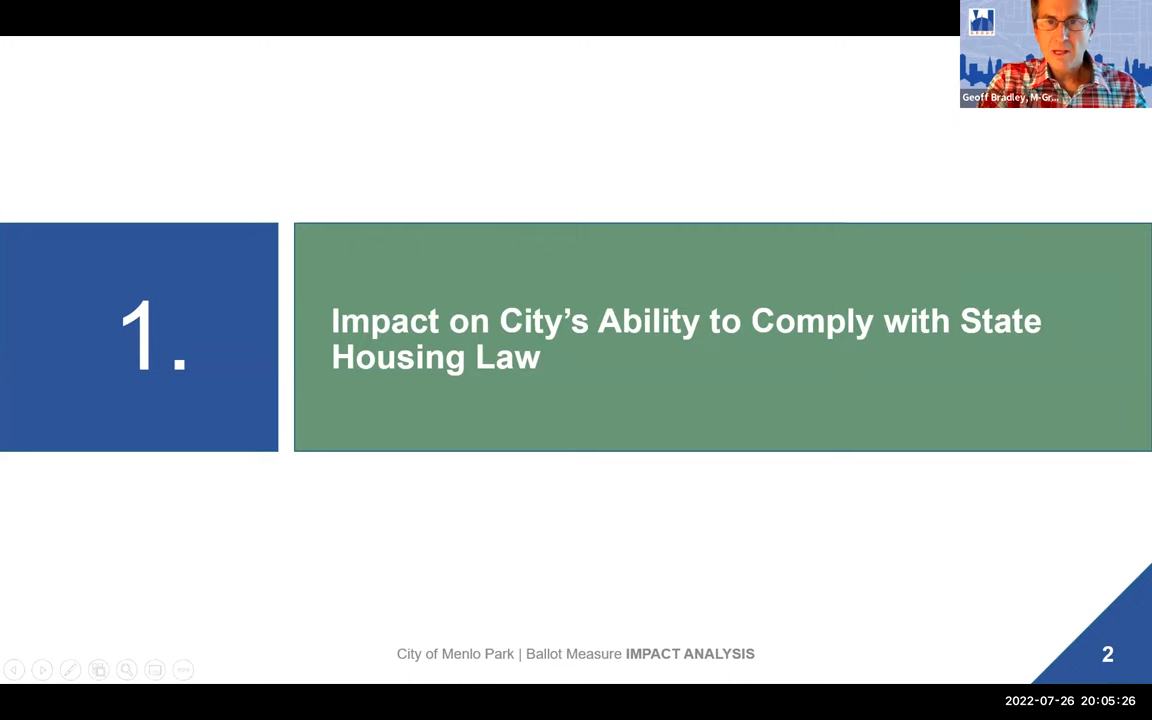 Geoff Bradley, M-Gr...
1.
Impact on City's Ability to Comply with State
Housing Law
City of Menlo Park | Ballot Measure IMPACT ANALYSIS
2
2022-07-26 20:05:26